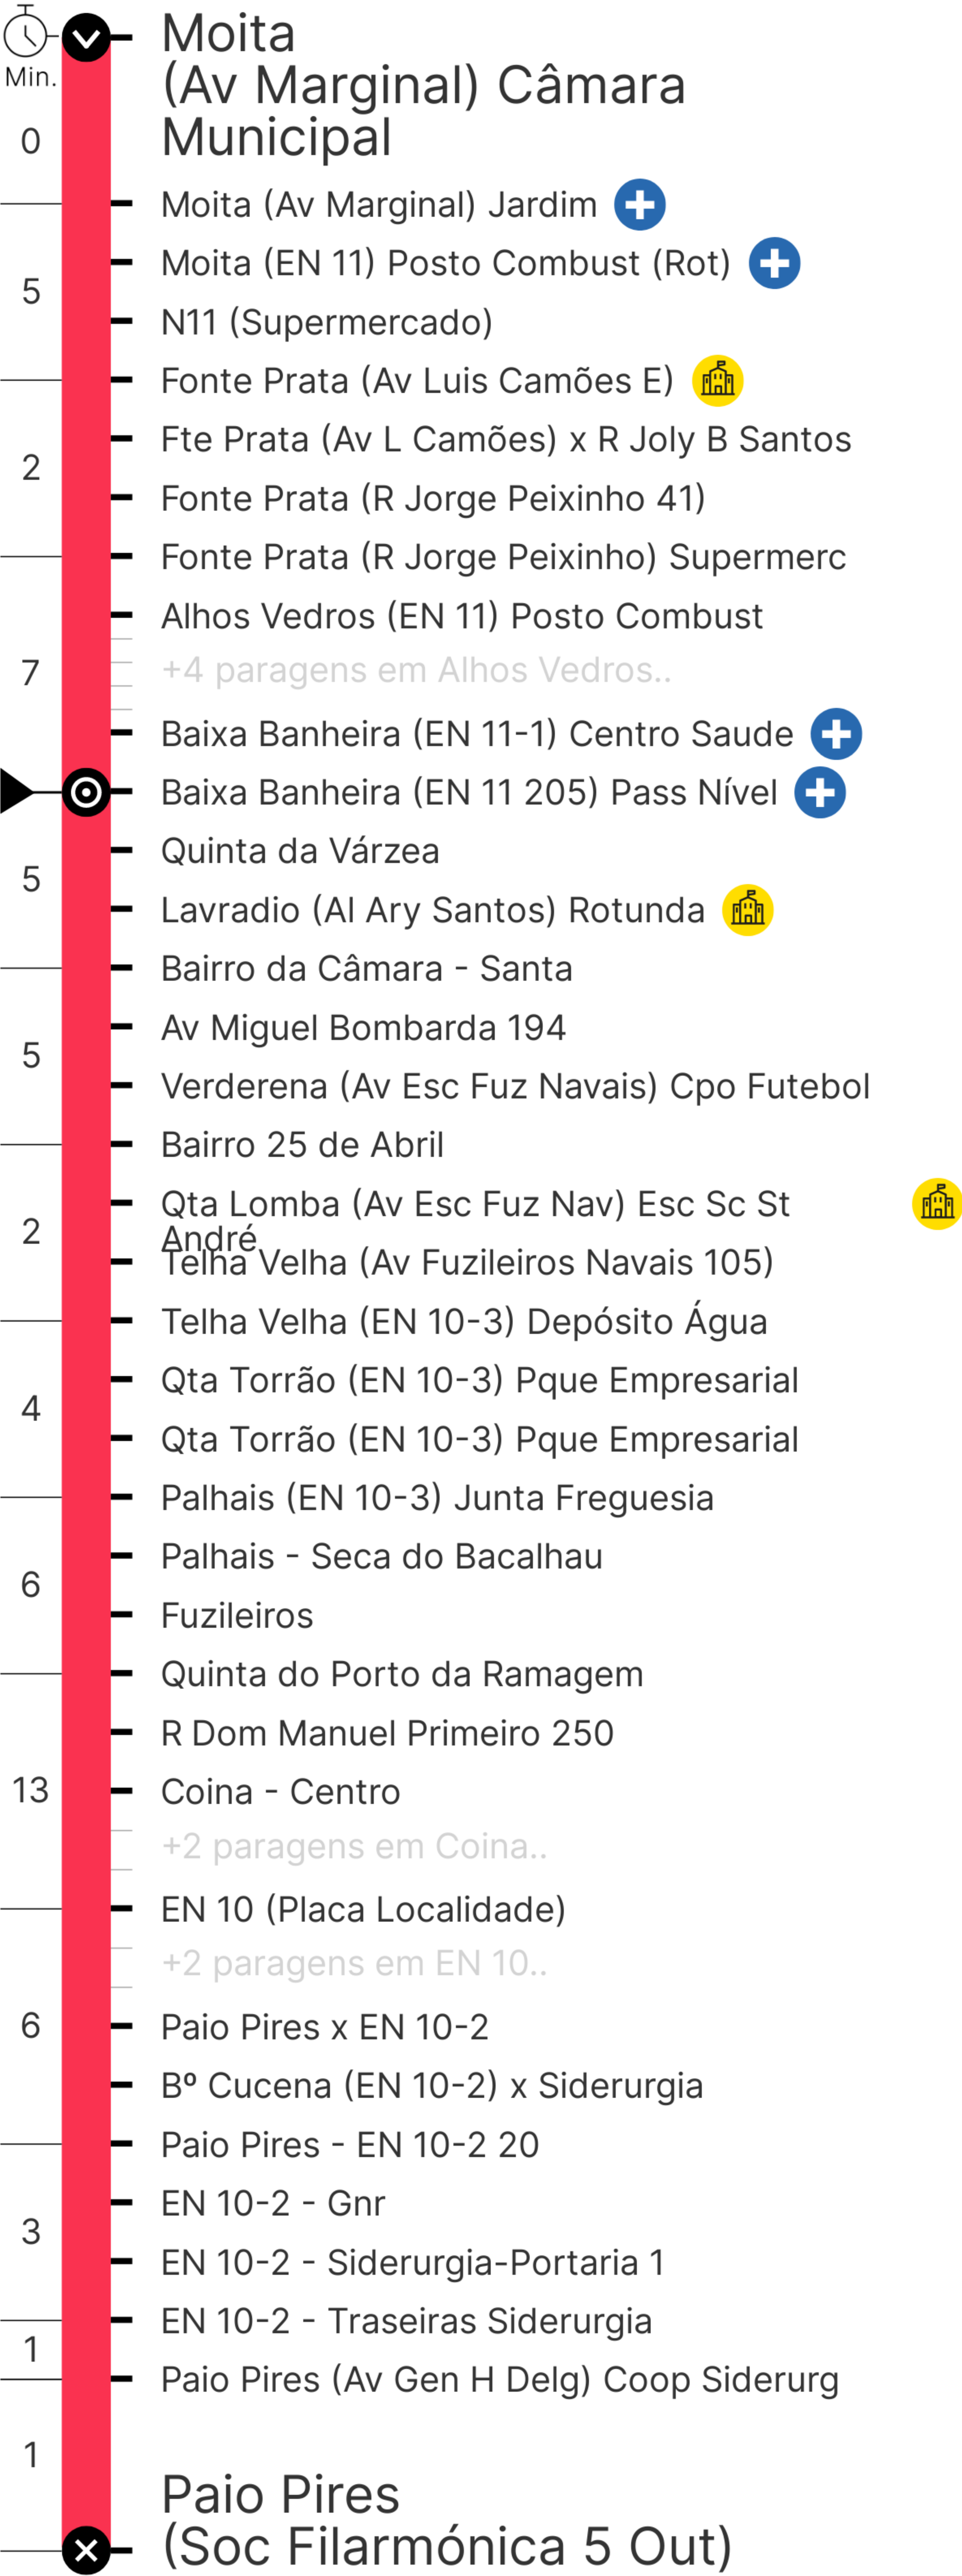 Min.
Moita
(Av Marginal) Câmara
Municipal
0
Moita (Av Marginal) Jardim
Moita (EN 11) Posto Combust (Rot)
5
N11 (Supermercado)
Fonte Prata (Av Luis Camões E)
Fte Prata (Av L Camões) x R Joly B Santos
2
Fonte Prata (R Jorge Peixinho 41)
Fonte Prata (R Jorge Peixinho) Supermerc
Alhos Vedros (EN 11) Posto Combust
7
+4 paragens em Alhos Vedros..
Baixa Banheira (EN 11-1) Centro Saude
Baixa Banheira (EN 11 205) Pass Nível
Quinta da Várzea
5
Lavradio (Al Ary Santos) Rotunda
Bairro da Câmara - Santa
Av Miguel Bombarda 194
5
Verderena (Av Esc Fuz Navais) Cpo Futebol
Bairro 25 de Abril
Qta Lomba (Av Esc Fuz Nav) Esc Sc St
André
2
Telha Velha (Av Fuzileiros Navais 105)
Telha Velha (EN 10-3) Depósito Água
Qta Torrão (EN 10-3) Pque Empresarial
4
Qta Torrão (EN 10-3) Pque Empresarial
Palhais (EN 10-3) Junta Freguesia
Palhais - Seca do Bacalhau
6
Fuzileiros
Quinta do Porto da Ramagem
R Dom Manuel Primeiro 250
13
Coina - Centro
+2 paragens em Coina..
EN 10 (Placa Localidade)
+2 paragens em EN 10..
6
Paio Pires x EN 10-2
Bº Cucena (EN 10-2) x Siderurgia
Paio Pires - EN 10-2 20
EN 10-2 - Gnr
3
EN 10-2 - Siderurgia-Portaria 1
EN 10-2 - Traseiras Siderurgia
1
Paio Pires (Av Gen H Delg) Coop Siderurg
1
Paio Pires
(Soc Filarmónica 5 Out)